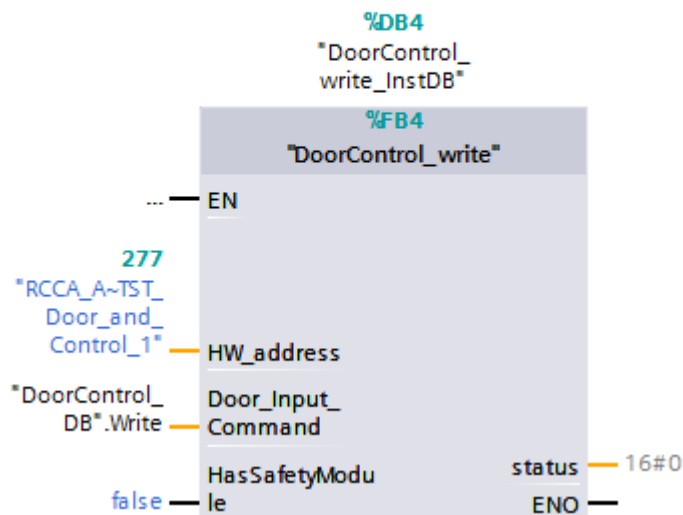 %DB4
"DoorControl_
write_InstDB"
%FB4
"DoorControl_write"
... EN
277
"RCCA_A~TST_
Door_and_
Control_1"
HW_address
"DoorControl_
DB".Write
Door_Input_
Command
HasSafetyModu
le
false
status 16#0
ENO